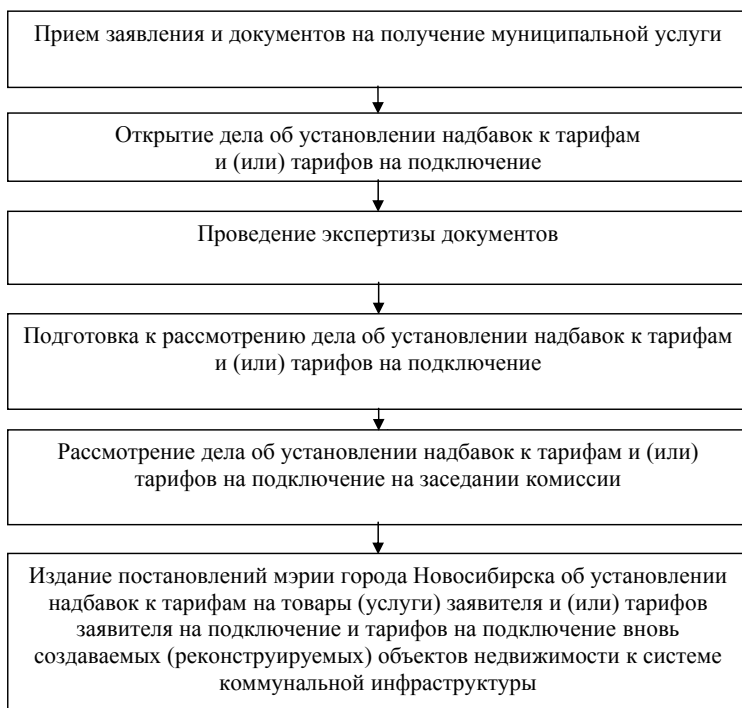 Прием заявления и документов на получение муниципальной услуги
Открытие дела об установлении надбавок к тарифам
и (или) тарифов на подключение
Проведение экспертизы документов
Подготовка к рассмотрению дела об установлении надбавок к тарифам
и (или) тарифов на подключение
Рассмотрение дела об установлении надбавок к тарифам и (или)
тарифов на подключение на заседании комиссии
Издание постановлений мэрии города Новосибирска об установлении
надбавок к тарифам на товары (услуги) заявителя и (или) тарифов
заявителя на подключение и тарифов на подключение вновь
создаваемых (реконструируемых) объектов недвижимости к системе
коммунальной инфраструктуры